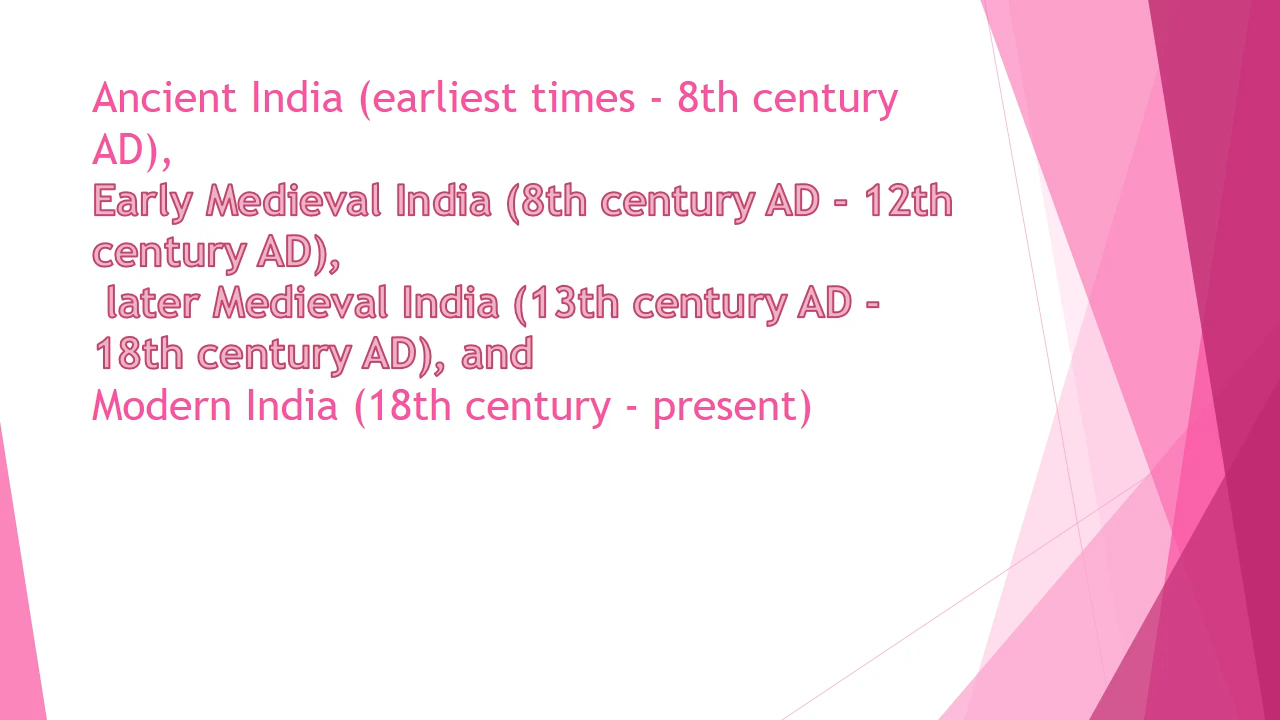 Ancient India (earliest times - 8th century
AD),
Early Medieval India (8th century AD – 12th
century AD),
later Medieval India (13th century AD –
18th century AD), and
Modern India (18th century - present)